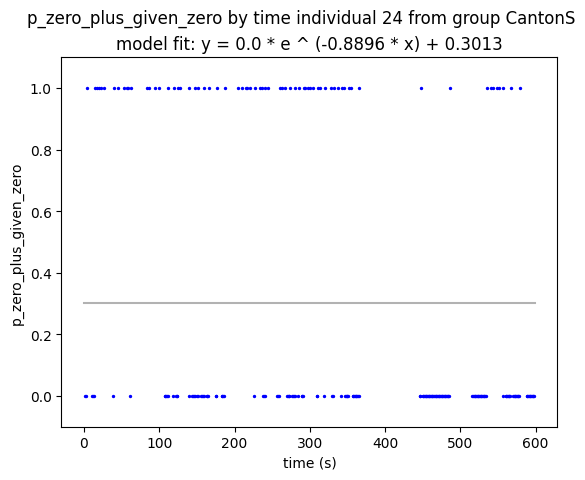 p_zero_plus_given_zero by time individual 24 from group CantonS
model fit: y = 0.0 * e ^ (-0.8896 * x) + 0.3013
1.0
0.8
0.6
0.4
0.2
0.0
p_zero_plus_given_zero
0 100 200 300 400 500 600
time (s)